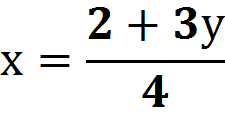 x = (2 + 3y)/4